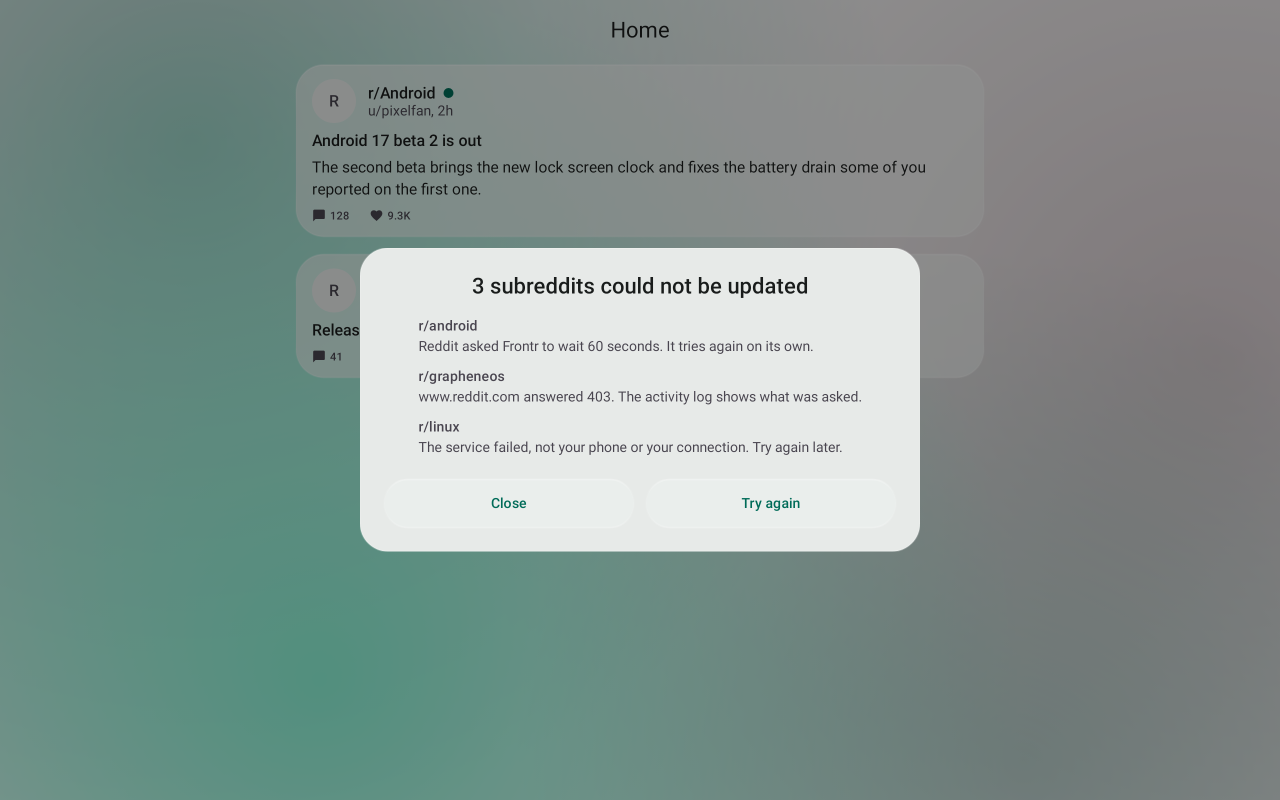 Home
R
r/Android
u/pixelfan, 2h
Android 17 beta 2 is out
The second beta brings the new lock screen clock and fixes the battery drain some of you
reported on the first one.
128
9.3K
R
Releas
41
3 subreddits could not be updated
r/android
Reddit asked Frontr to wait 60 seconds. It tries again on its own.
r/grapheneos
www.reddit.com answered 403. The activity log shows what was asked.
r/linux
The service failed, not your phone or your connection. Try again later.
Close
Try again